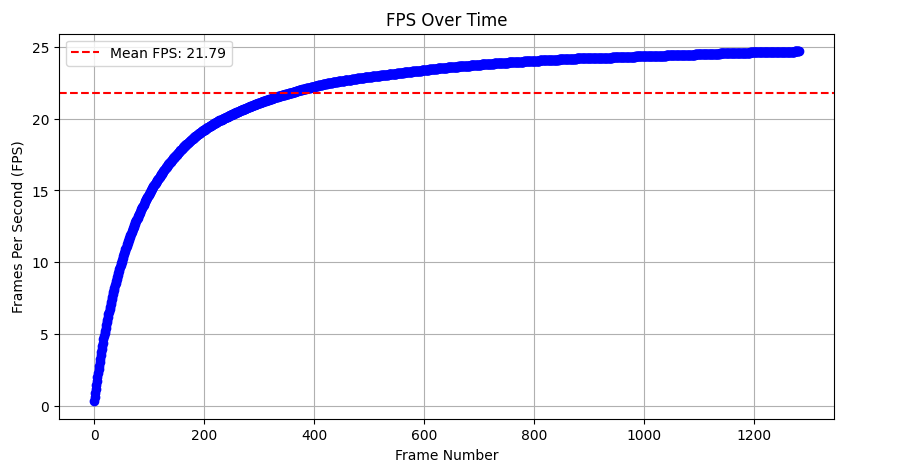 FPS Over Time
Mean FPS: 21.79
Frames Per Second (FPS)
25
20
15
10
5
0
0 200 400 600 800 1000 1200
Frame Number